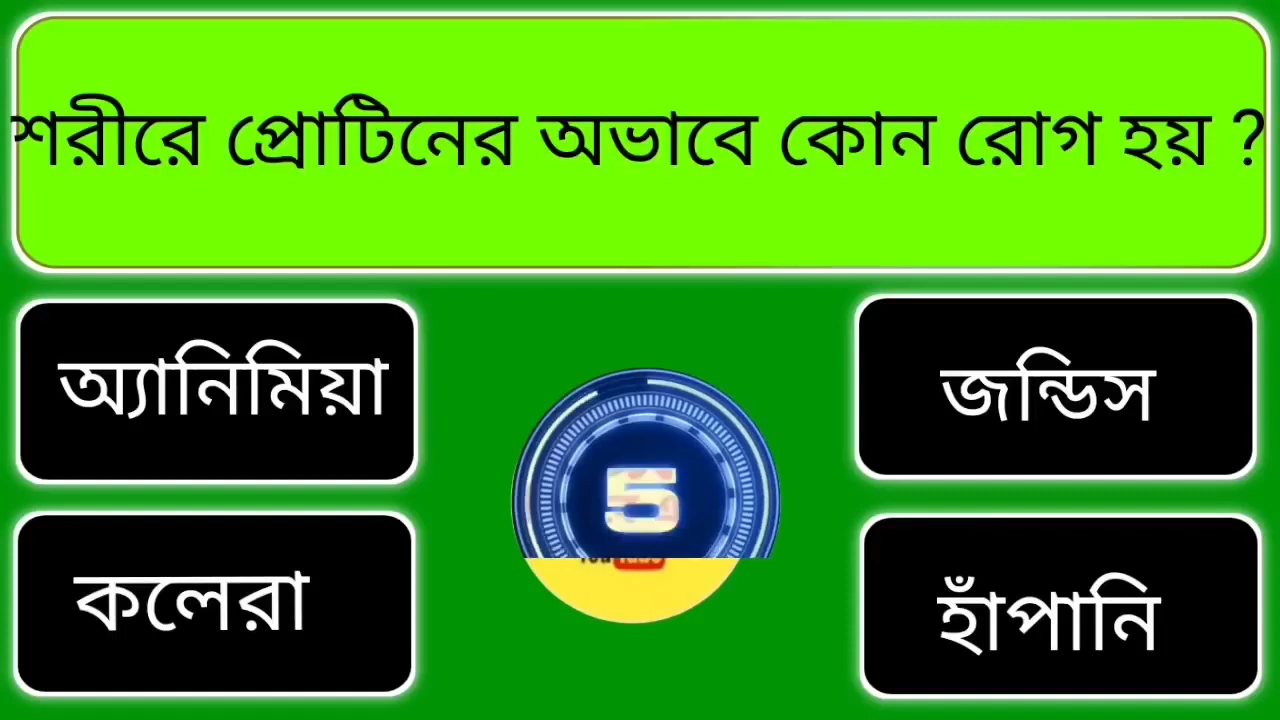 শরীরে প্রোটিনের অভাবে কোন রোগ হয় ?
অ্যানিমিয়া
জন্ডিস
5
কলেরা
হাঁপানি